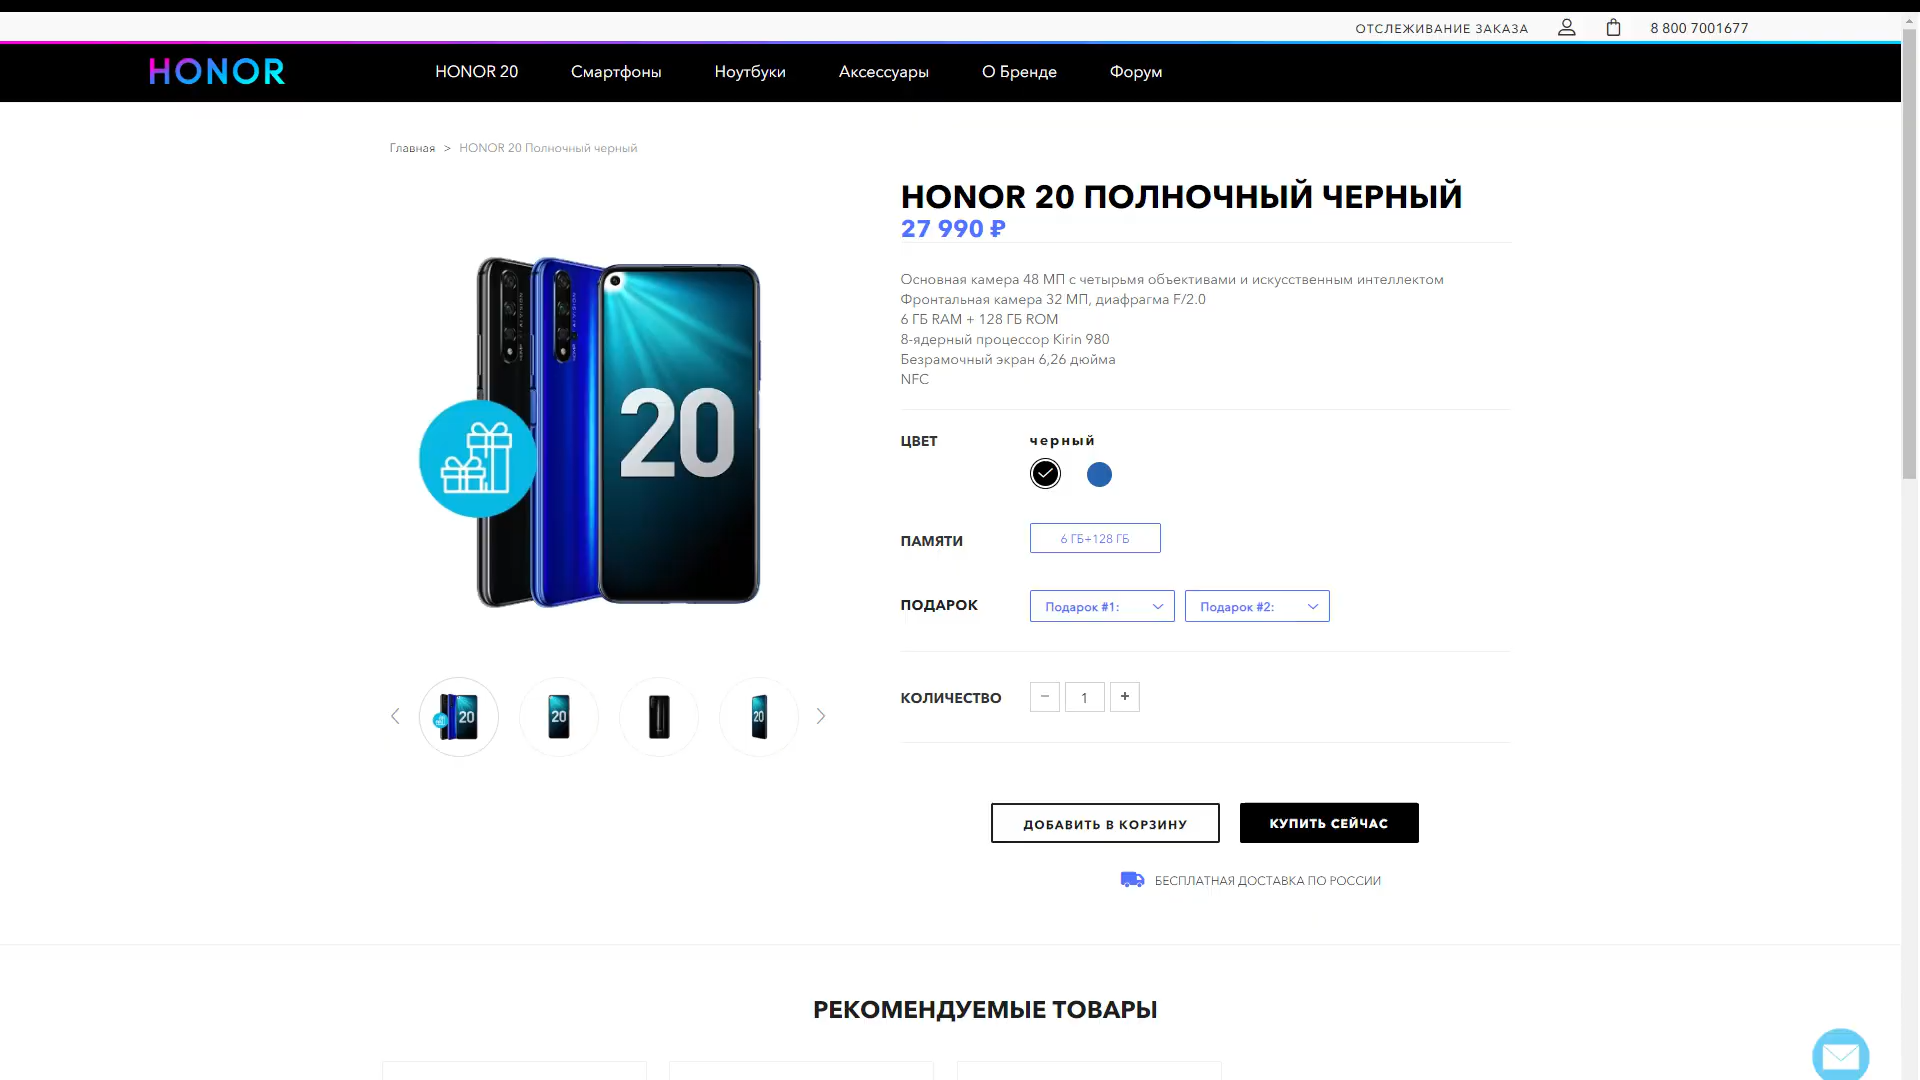 ОТСЛЕЖИВАНИЕ ЗАКАЗА 8 800 7001677
HONOR HONOR 20 Смартфоны Ноутбуки Аксессуары О Бренде Форум
Главная > HONOR 20 Полночный черный
HONOR 20 ПОЛНОЧНЫЙ ЧЕРНЫЙ
27 990 ₽
Основная камера 48 МП с четырьмя объективами и искусственным интеллектом
Фронтальная камера 32 МП, диафрагма F/2.0
6 ГБ RAM + 128 ГБ ROM
8-ядерный процессор Kirin 980
Безрамочный экран 6,26 дюйма
NFC
20
ЦВЕТ черный
ПАМЯТИ 6 ГБ+128 ГБ
ПОДАРОК Подарок #1: Подарок #2:
КОЛИЧЕСТВО − 1 +
20 20 20
ДОБАВИТЬ В КОРЗИНУ КУПИТЬ СЕЙЧАС
БЕСПЛАТНАЯ ДОСТАВКА ПО РОССИИ
РЕКОМЕНДУЕМЫЕ ТОВАРЫ